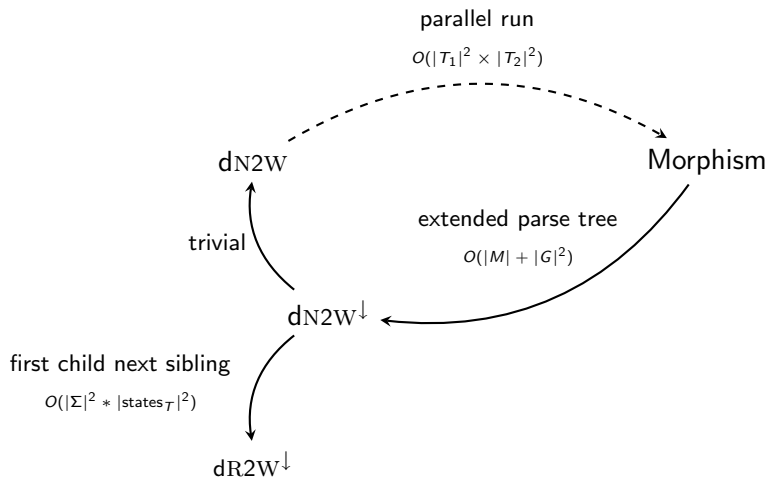 parallel run
O(|T₁|² × |T₂|²)
dN2W
Morphism
extended parse tree
O(|M| + |G|²)
trivial
dN2W↓
first child next sibling
O(|Σ|² * |states_T|²)
dR2W↓